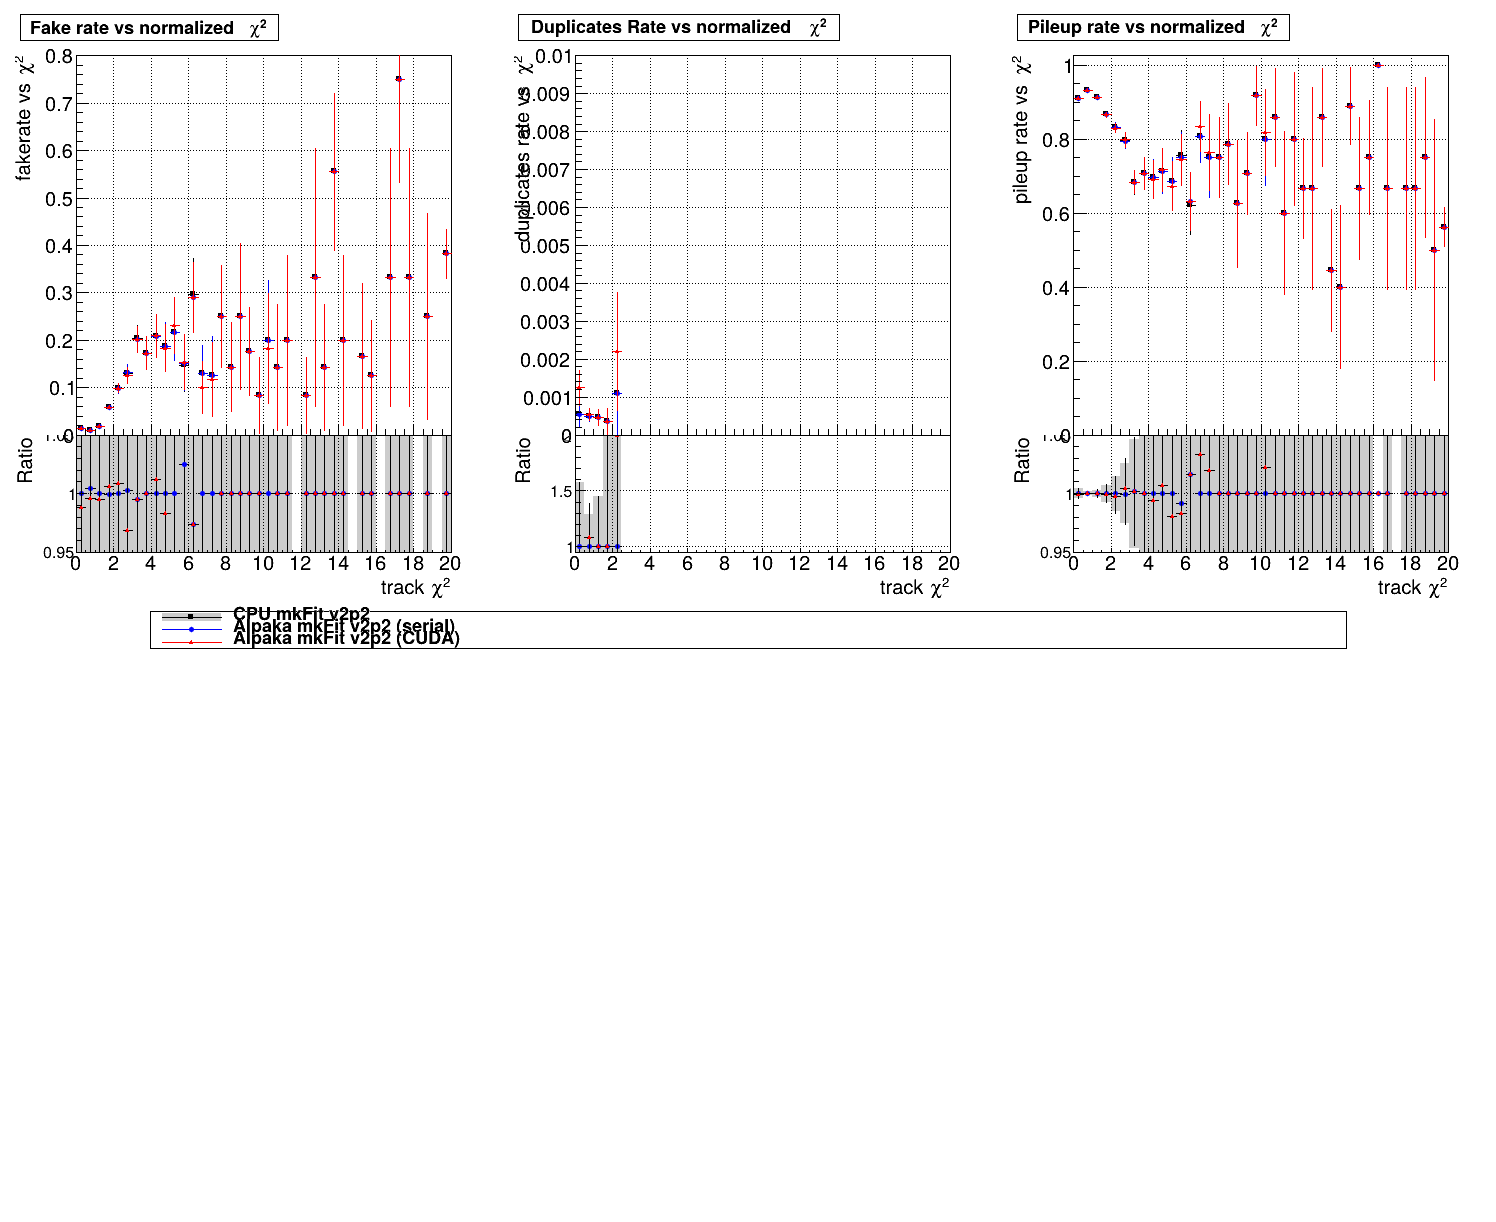 Fake rate vs normalized χ²
Duplicates Rate vs normalized χ²
Pileup rate vs normalized χ²
fakerate vs χ²
0.8
0.7
0.6
0.5
0.4
0.3
0.2
0.1
0
Ratio
1
0.95
0 2 4 6 8 10 12 14 16 18 20
track χ²
duplicates rate vs χ²
0.01
0.009
0.008
0.007
0.006
0.005
0.004
0.003
0.002
0.001
0
Ratio
2
1.5
1
0 2 4 6 8 10 12 14 16 18 20
track χ²
pileup rate vs χ²
1
0.8
0.6
0.4
0.2
0
Ratio
1
0.95
0 2 4 6 8 10 12 14 16 18 20
track χ²
CPU mkFit v2p2
Alpaka mkFit v2p2 (serial)
Alpaka mkFit v2p2 (CUDA)